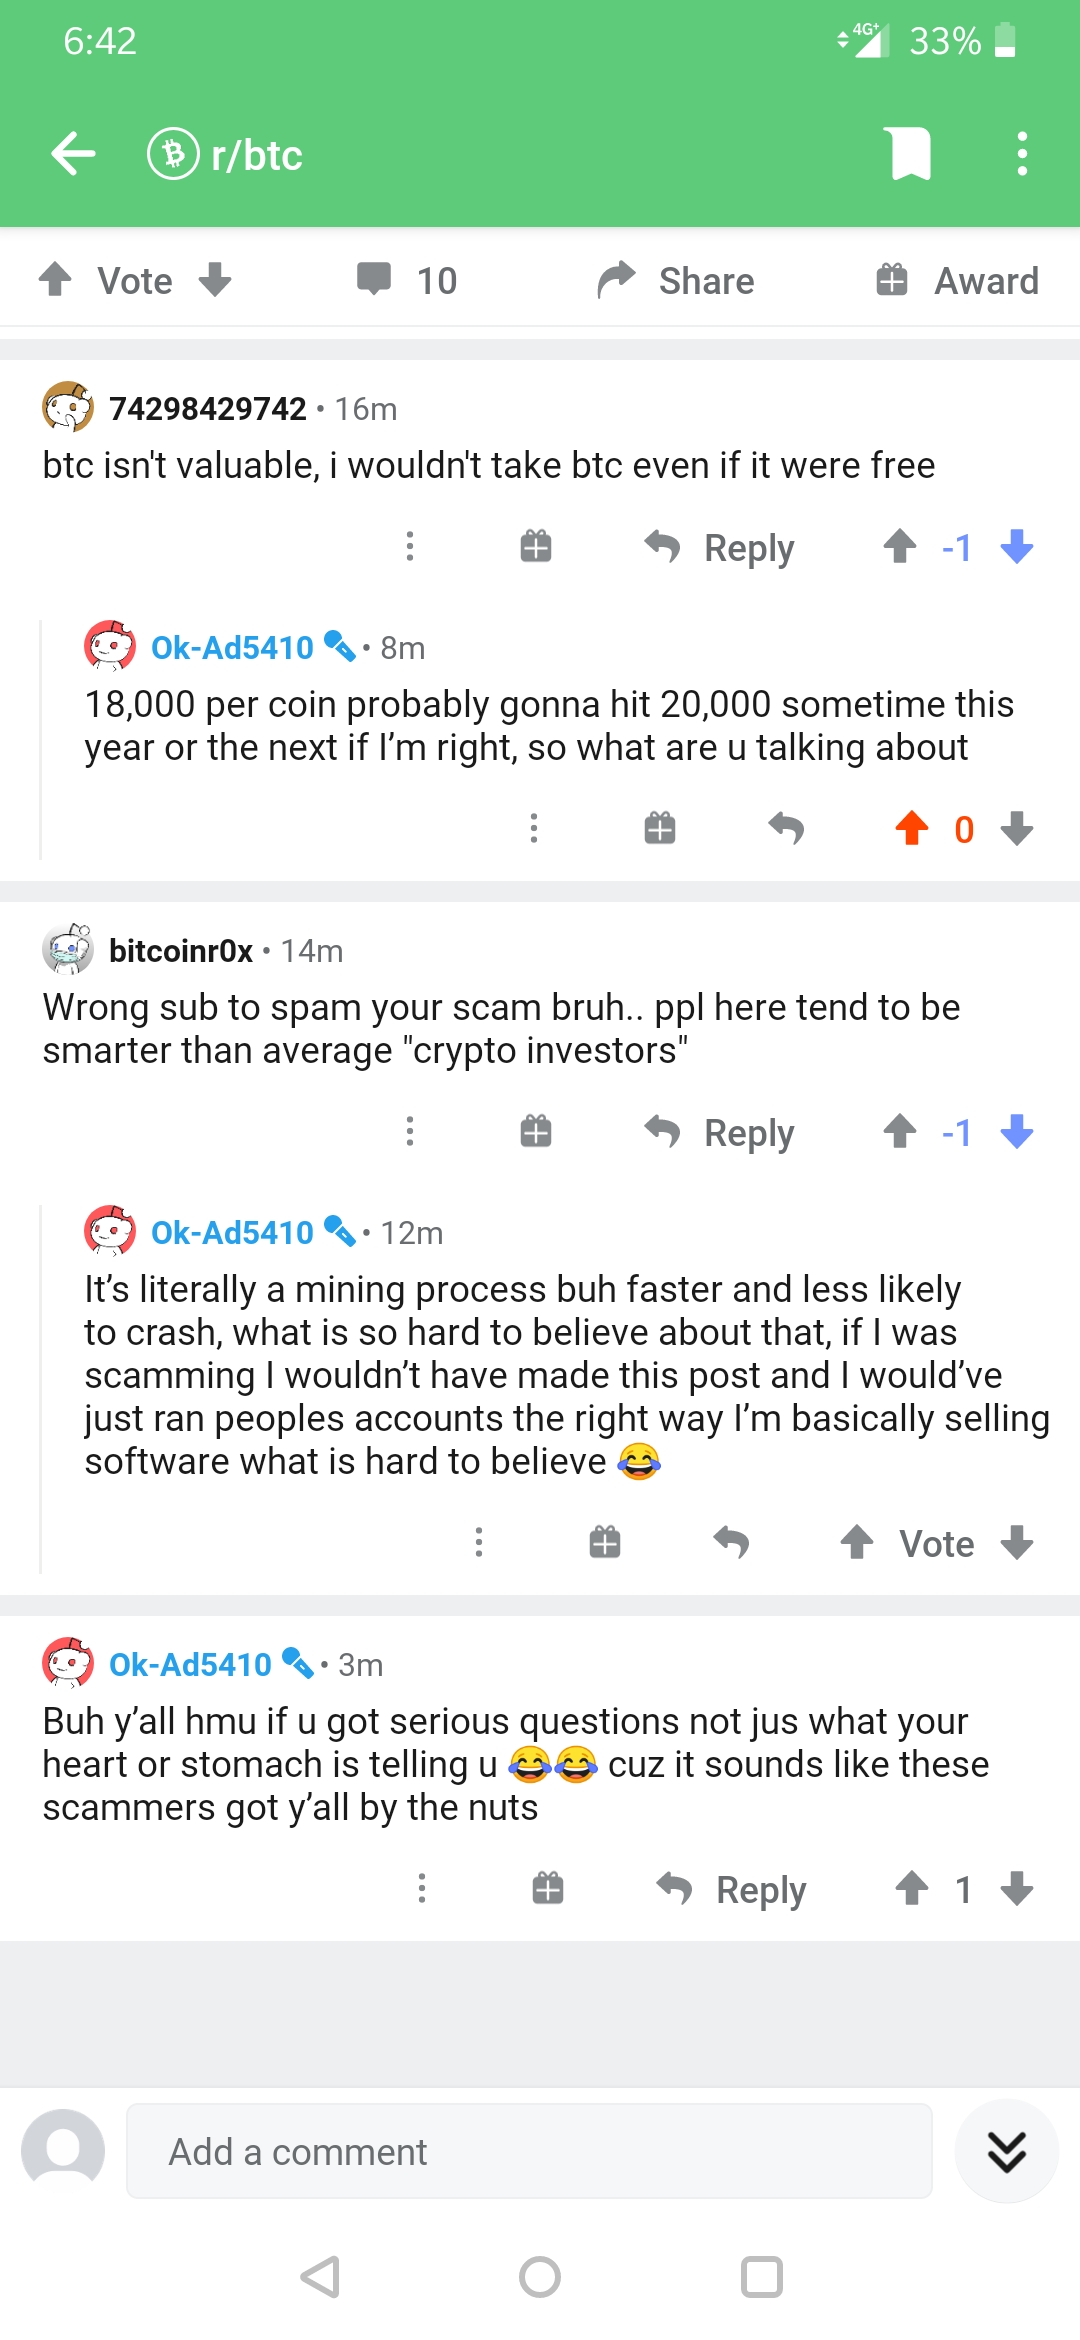 6:42
4G+ 33%
r/btc
Vote 10 Share Award
74298429742 • 16m
btc isn't valuable, i wouldn't take btc even if it were free
Reply -1
Ok-Ad5410 • 8m
18,000 per coin probably gonna hit 20,000 sometime this
year or the next if I’m right, so what are u talking about
0
bitcoinr0x • 14m
Wrong sub to spam your scam bruh.. ppl here tend to be
smarter than average "crypto investors"
Reply -1
Ok-Ad5410 • 12m
It’s literally a mining process buh faster and less likely
to crash, what is so hard to believe about that, if I was
scamming I wouldn’t have made this post and I would’ve
just ran peoples accounts the right way I’m basically selling
software what is hard to believe 😂
Vote
Ok-Ad5410 • 3m
Buh y’all hmu if u got serious questions not jus what your
heart or stomach is telling u 😂😂 cuz it sounds like these
scammers got y’all by the nuts
Reply 1
Add a comment